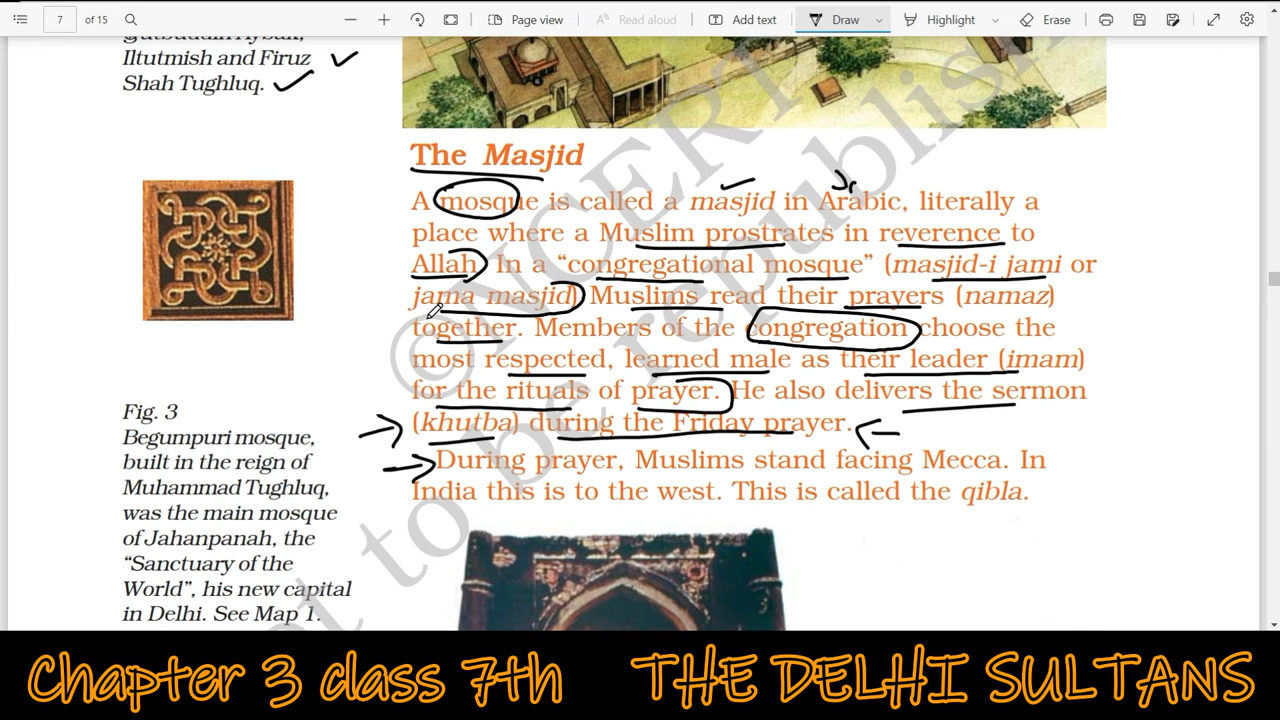 7 of 15
Page view
Read aloud
Add text
Draw
Highlight
Erase
Iltutmish and Firuz
Shah Tughluq.
The Masjid
A mosque is called a masjid in Arabic, literally a
place where a Muslim prostrates in reverence to
Allah. In a “congregational mosque” (masjid-i jami or
jama masjid) Muslims read their prayers (namaz)
together. Members of the congregation choose the
most respected, learned male as their leader (imam)
for the rituals of prayer. He also delivers the sermon
(khutba) during the Friday prayer.
During prayer, Muslims stand facing Mecca. In
India this is to the west. This is called the qibla.
Fig. 3
Begumpuri mosque,
built in the reign of
Muhammad Tughluq,
was the main mosque
of Jahanpanah, the
“Sanctuary of the
World”, his new capital
in Delhi. See Map 1.
©NCERT
not to be republish
Chapter 3 class 7th THE DELHI SULTANS